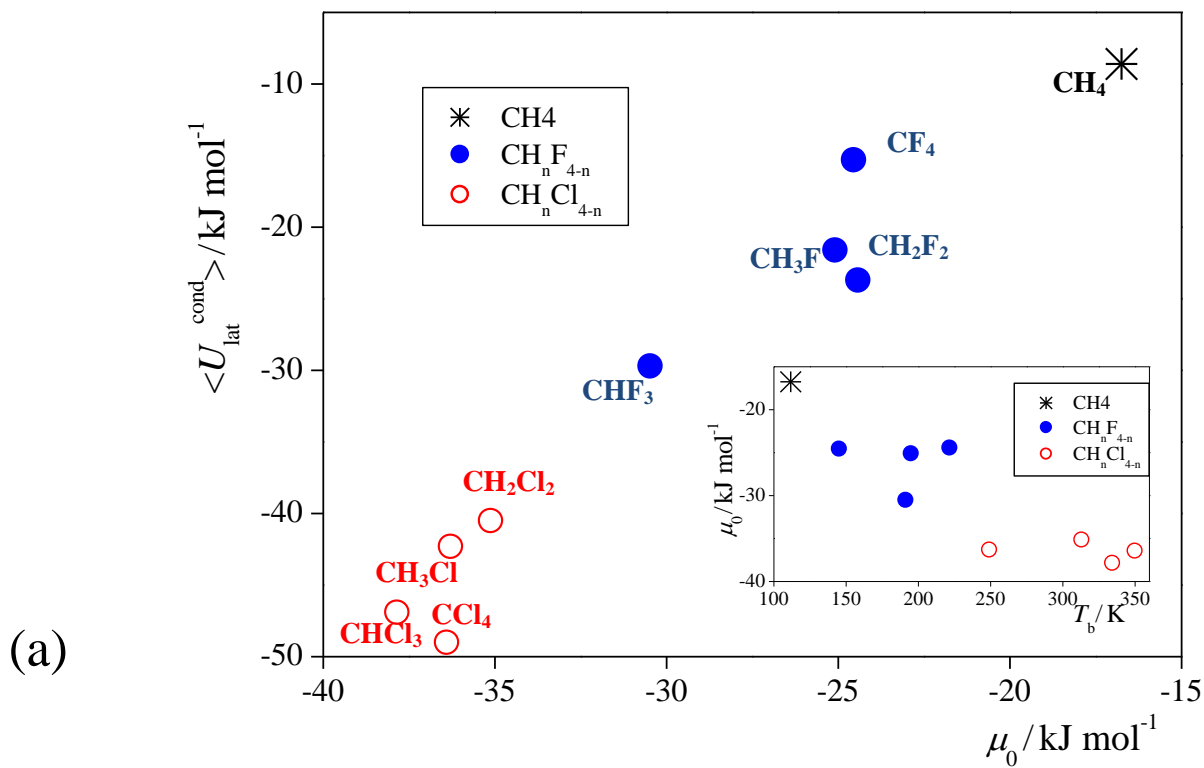 (a)
<U_lat^cond> / kJ mol^-1
-10
-20
-30
-40
-50
CH4
CH_nF_4-n
CH_nCl_4-n
CH₄
CF₄
CH₃F
CH₂F₂
CHF₃
CH₂Cl₂
CH₃Cl
CHCl₃
CCl₄
-40 -35 -30 -25 -20 -15
μ₀ / kJ mol^-1
μ₀ / kJ mol^-1
-20
-30
-40
CH4
CH_nF_4-n
CH_nCl_4-n
100 150 200 250 300 350
T_b / K